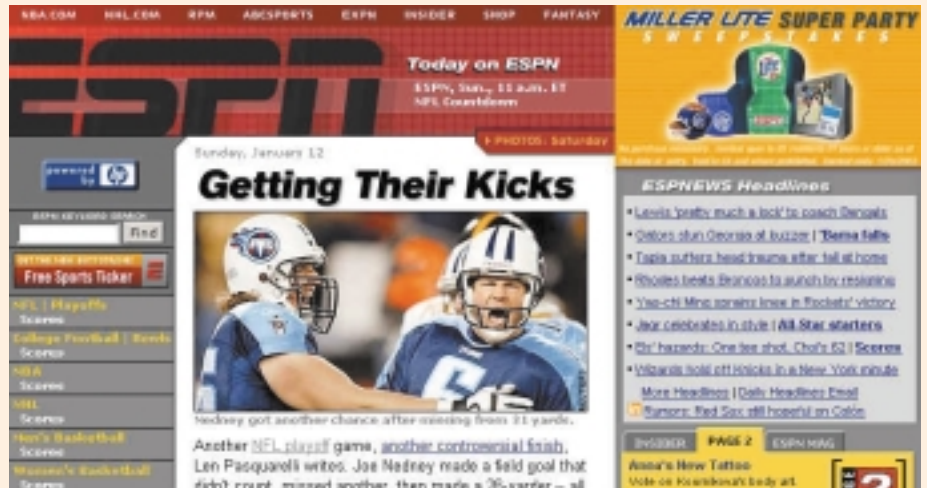 NBA.COM NHL.COM RPM ABCSPORTS EXPN INSIDER SHOP FANTASY
ESPN
Today on ESPN
ESPN, Sun., 11 a.m. ET
NFL Countdown
PHOTOS: Saturday
MILLER LITE SUPER PARTY
SWEEPSTAKES
powered
by hp
Sunday, January 12
Getting Their Kicks
ESPN KEYWORD SEARCH
Find
Free Sports Ticker
NFL | Playoffs
Scores
College Football | Bowls
Scores
NBA
Scores
NHL
Scores
Men's Basketball
Scores
Women's Basketball
Scores
Nedney got another chance after missing from 31 yards.
Another NFL playoff game, another controversial finish,
Len Pasquarelli writes. Joe Nedney made a field goal that
didn't count, missed another, then made a 26-yarder -- all
ESPNEWS Headlines
Lewis 'pretty much a lock' to coach Bengals
Gators stun Georgia at buzzer | 'Bama falls
Tapia suffers head trauma after fall at home
Rhodes beats Broncos to punch by resigning
Yao-chi Ming sprains knee in Rockets' victory
Jagr celebrates in style | All-Star starters
Els' hazards: One tee shot, Choi's 62 | Scores
Wizards hold off Knicks in a New York minute
More Headlines | Daily Headlines Email
Rumors: Red Sox still hopeful on Colón
INSIDER PAGE 2 ESPN MAG
Anna's New Tattoo
Vote on Kournikova's body art.
2